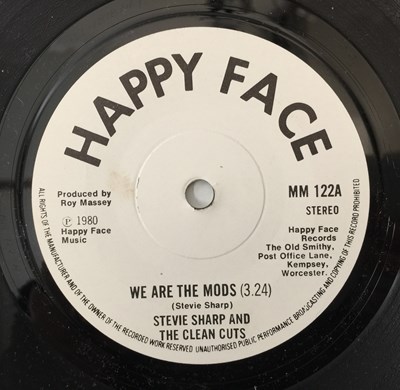 HAPPY FACE
Produced by
Roy Massey
℗ 1980
Happy Face
Music
MM 122A
STEREO
Happy Face
Records
The Old Smithy,
Post Office Lane,
Kempsey,
Worcester.
WE ARE THE MODS (3.24)
(Stevie Sharp)
STEVIE SHARP AND
THE CLEAN CUTS
ALL RIGHTS OF THE MANUFACTURER AND OF THE OWNER OF THE RECORDED WORK RESERVED UNAUTHORISED PUBLIC PERFORMANCE BROADCASTING AND COPYING OF THIS RECORD PROHIBITED